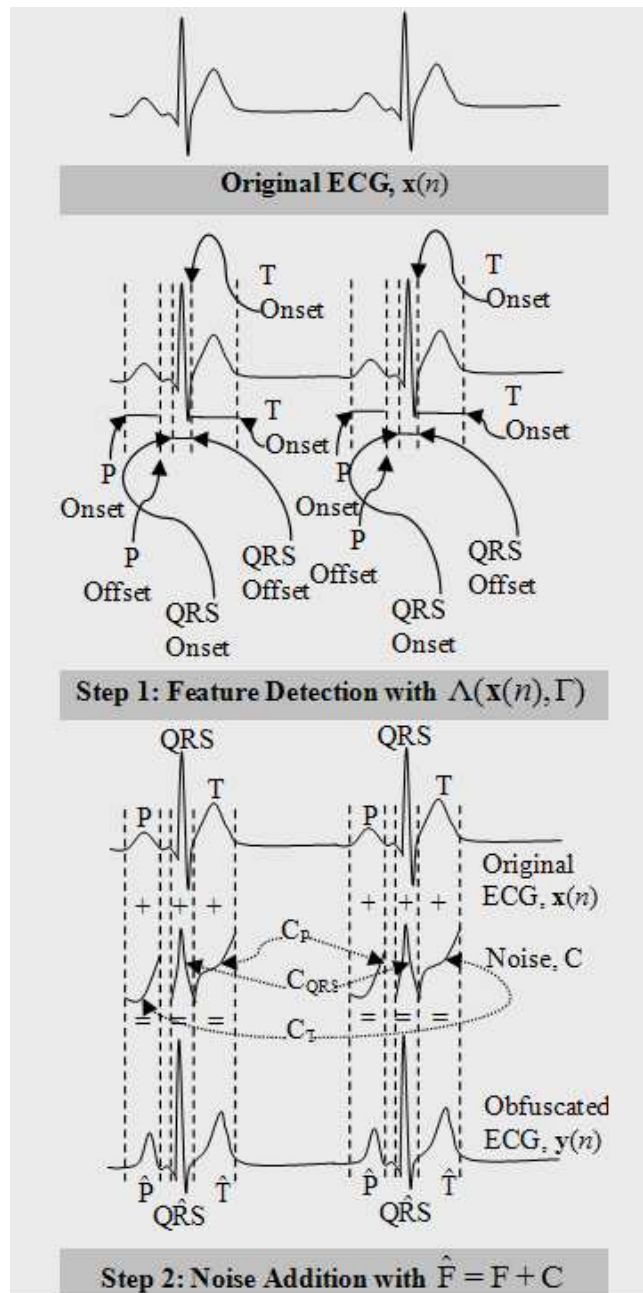 Original ECG, x(n)
T
Onset
T
Onset
T
Onset
T
Onset
P
Onset
P
Onset
P
Offset
QRS
Offset
P
Offset
QRS
Offset
QRS
Onset
QRS
Onset
Step 1: Feature Detection with Λ(x(n),Γ)
QRS
QRS
P
T
P
T
Original
ECG, x(n)
+ + +
+ + +
C_P
C_QRS
Noise, C
= = =
C_T
= = =
Obfuscated
ECG, y(n)
P̂
T̂
P̂
T̂
QR̂S
QR̂S
Step 2: Noise Addition with F̂ = F + C